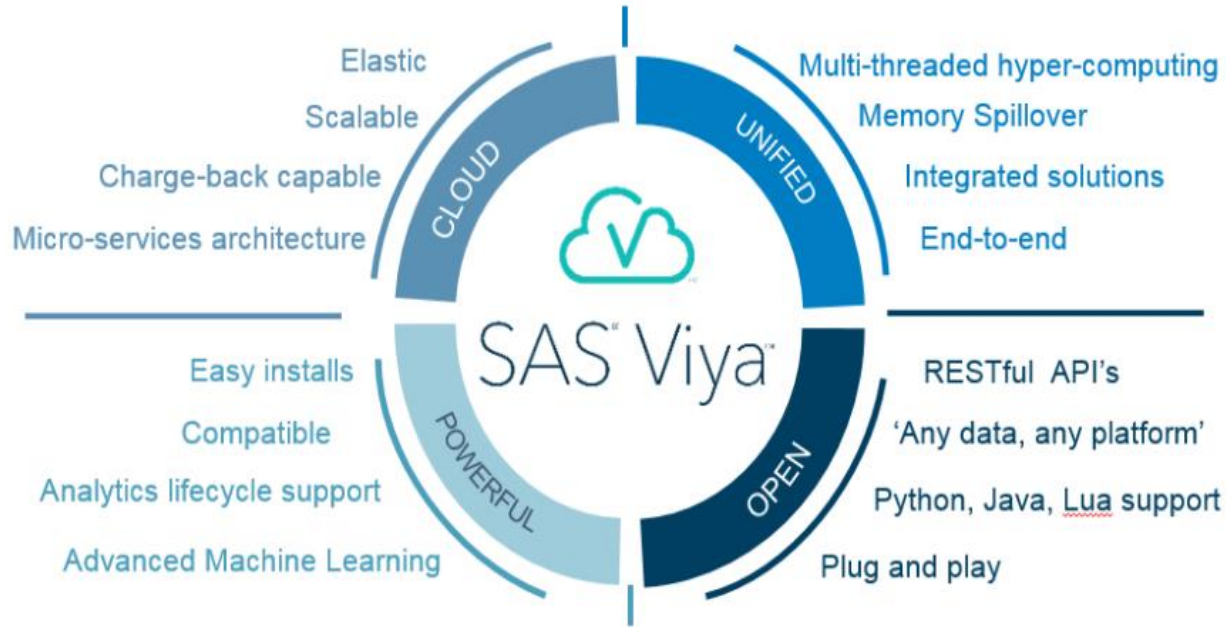 Elastic
Scalable
Charge-back capable
Micro-services architecture
CLOUD
UNIFIED
Multi-threaded hyper-computing
Memory Spillover
Integrated solutions
End-to-end
SAS Viya
Easy installs
Compatible
Analytics lifecycle support
Advanced Machine Learning
POWERFUL
OPEN
RESTful API's
‘Any data, any platform’
Python, Java, Lua support
Plug and play